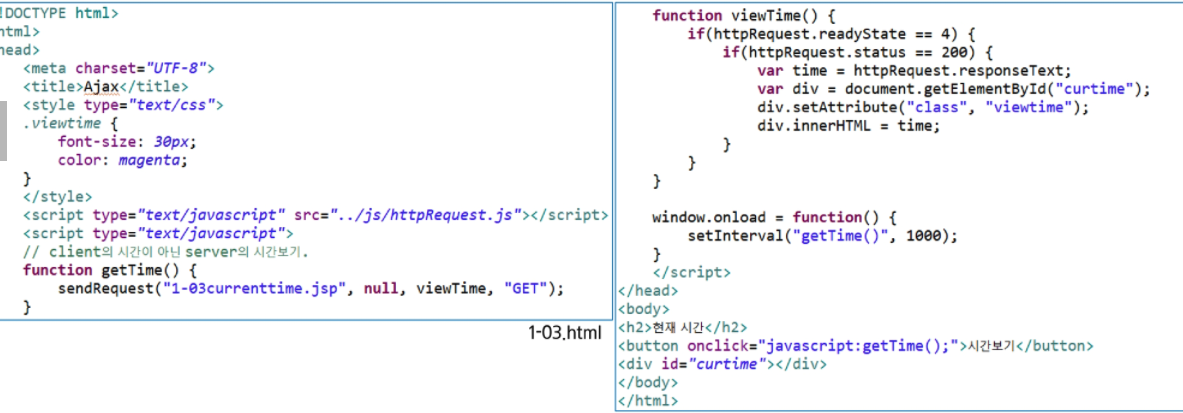 !DOCTYPE html>
html>
head>
<meta charset="UTF-8">
<title>Ajax</title>
<style type="text/css">
.viewtime {
font-size: 30px;
color: magenta;
}
</style>
<script type="text/javascript" src="../js/httpRequest.js"></script>
<script type="text/javascript">
// client의 시간이 아닌 server의 시간보기.
function getTime() {
sendRequest("1-03currenttime.jsp", null, viewTime, "GET");
}
1-03.html
function viewTime() {
if(httpRequest.readyState == 4) {
if(httpRequest.status == 200) {
var time = httpRequest.responseText;
var div = document.getElementById("curtime");
div.setAttribute("class", "viewtime");
div.innerHTML = time;
}
}
}
window.onload = function() {
setInterval("getTime()", 1000);
}
</script>
</head>
<body>
<h2>현재 시간</h2>
<button onclick="javascript:getTime();">시간보기</button>
<div id="curtime"></div>
</body>
</html>